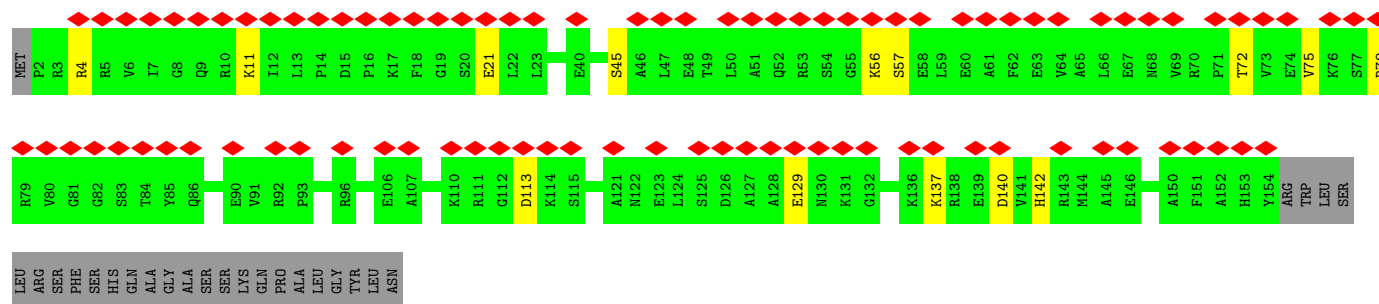 MET P2 R3 R4 R5 V6 I7 G8 Q9 R10 K11 I12 L13 P14 D15 P16 K17 F18 G19 S20 E21 L22 L23 E40 S45 A46 L47 E48 T49 L50 A51 Q52 R53 S54 G55 K56 S57 E58 L59 E60 A61 F62 E63 V64 A65 L66 E67 N68 V69 R70 P71 T72 V73 E74 V75 K76 S77
R79 V80 G81 G82 S83 T84 Y85 Q86 E90 V91 R92 P93 R96 E106 A107 K110 R111 G112 D113 K114 S115 A121 N122 E123 L124 S125 D126 A127 A128 E129 N130 K131 G132 K136 K137 R138 E139 D140 V141 H142 R143 M144 A145 E146 A150 F151 A152 H153 Y154 ARG TRP LEU SER
LEU ARG SER PHE SER HIS GLN ALA GLY ALA SER SER LYS GLN PRO ALA LEU GLY TYR LEU ASN